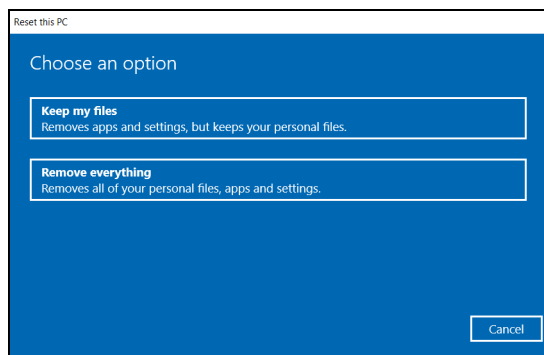 Reset this PC
Choose an option
Keep my files
Removes apps and settings, but keeps your personal files.
Remove everything
Removes all of your personal files, apps and settings.
Cancel